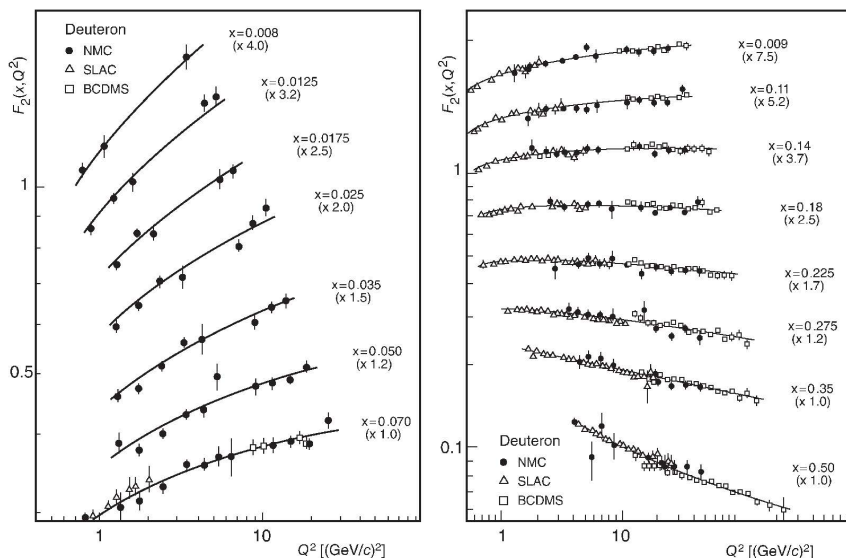 Deuteron
NMC
SLAC
BCDMS
F₂(x,Q²)
1
0.5
x=0.008
(x 4.0)
x=0.0125
(x 3.2)
x=0.0175
(x 2.5)
x=0.025
(x 2.0)
x=0.035
(x 1.5)
x=0.050
(x 1.2)
x=0.070
(x 1.0)
1
10
Q² [(GeV/c)²]
F₂(x,Q²)
1
0.1
x=0.009
(x 7.5)
x=0.11
(x 5.2)
x=0.14
(x 3.7)
x=0.18
(x 2.5)
x=0.225
(x 1.7)
x=0.275
(x 1.2)
x=0.35
(x 1.0)
x=0.50
(x 1.0)
Deuteron
NMC
SLAC
BCDMS
1
10
Q² [(GeV/c)²]